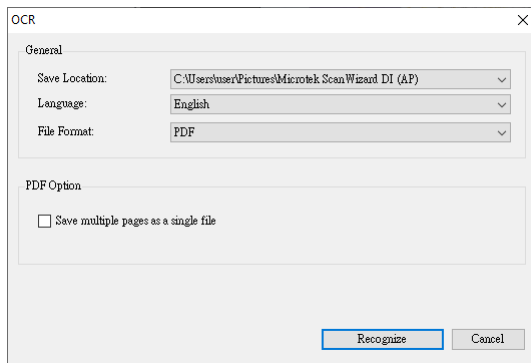 OCR
General
Save Location: C:\Users\user\Pictures\Microtek ScanWizard DI (AP)
Language: English
File Format: PDF
PDF Option
Save multiple pages as a single file
Recognize Cancel